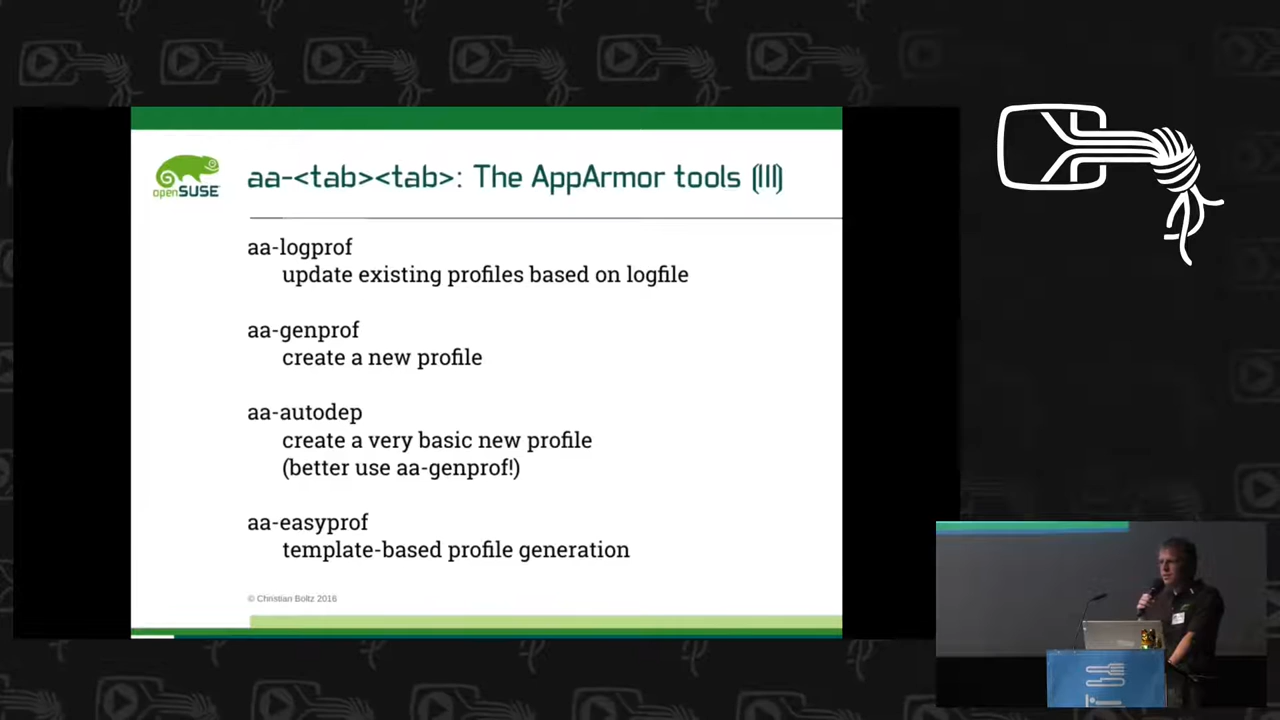 openSUSE
aa-<tab><tab>: The AppArmor tools (III)
aa-logprof
update existing profiles based on logfile
aa-genprof
create a new profile
aa-autodep
create a very basic new profile
(better use aa-genprof!)
aa-easyprof
template-based profile generation
© Christian Boltz 2016